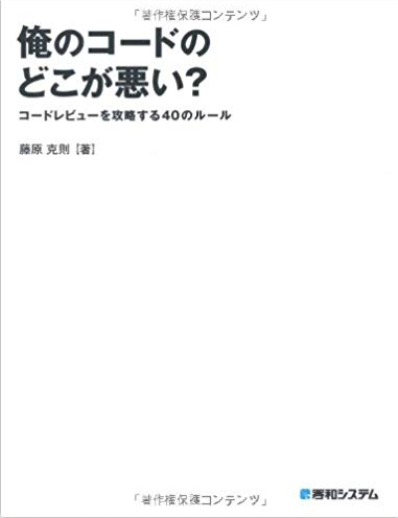 「著作権保護コンテンツ」
俺のコードの
どこが悪い?
コードレビューを攻略する40のルール
藤原 克則 [著]
秀和システム
「著作権保護コンテンツ」